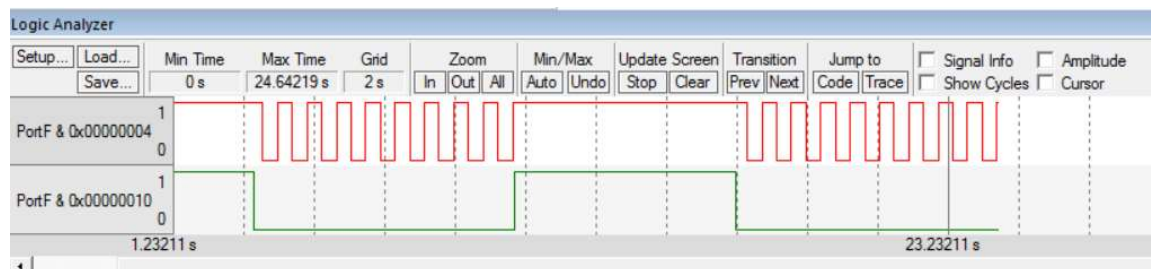 Logic Analyzer
Setup... Load... Min Time Max Time Grid Zoom Min/Max Update Screen Transition Jump to Signal Info Amplitude
Save... 0 s 24.64219 s 2 s In Out All Auto Undo Stop Clear Prev Next Code Trace Show Cycles Cursor
1
PortF & 0x00000004
0
1
PortF & 0x00000010
0
1.23211 s 23.23211 s
1